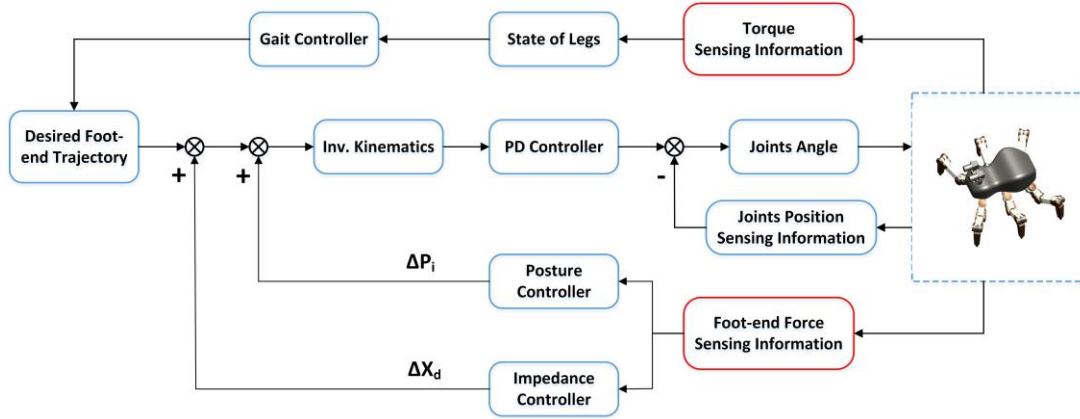 Gait Controller
State of Legs
Torque
Sensing Information
Desired Foot-
end Trajectory
+
+
Inv. Kinematics
PD Controller
-
Joints Angle
Joints Position
Sensing Information
ΔPi
Posture
Controller
Foot-end Force
Sensing Information
ΔXd
Impedance
Controller